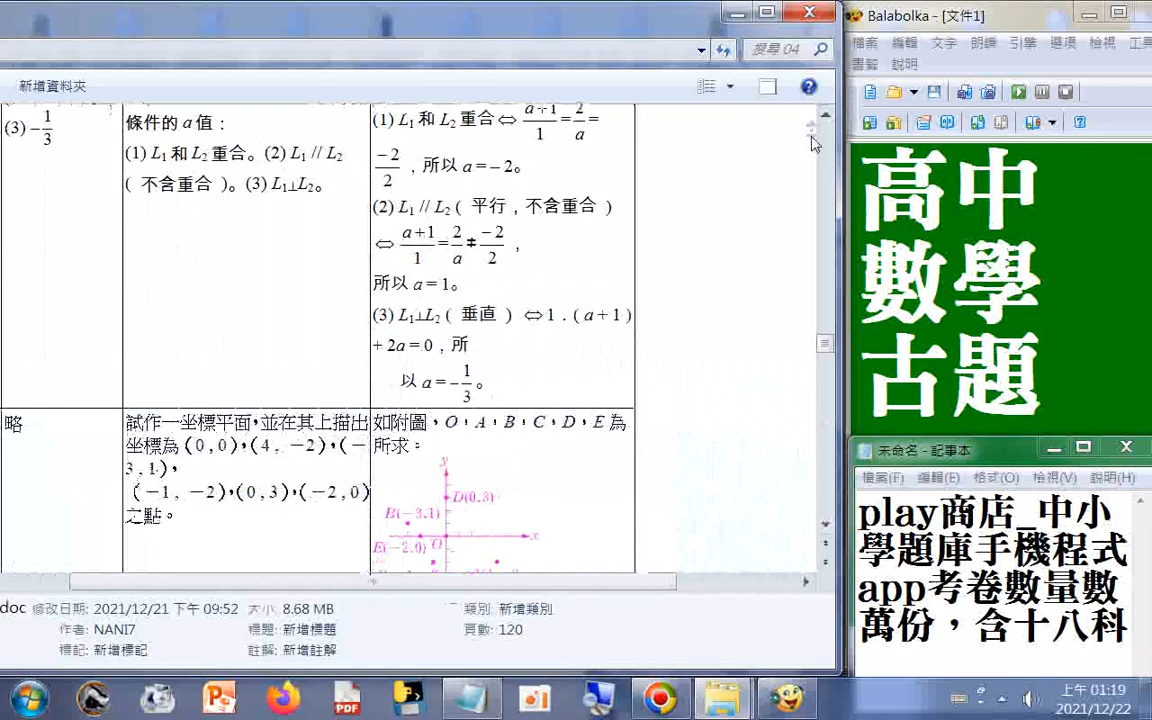 搜尋 04
新增資料夾
(3) −1/3
條件的 a 值：
(1) L₁ 和 L₂ 重合。(2) L₁ // L₂
( 不含重合 )。(3) L₁⊥L₂。
(1) L₁ 和 L₂ 重合 ⇔ (a+1)/1 = 2/a =
−2/2，所以 a = – 2。
(2) L₁ // L₂ ( 平行，不含重合 )
⇔ (a+1)/1 = 2/a ≠ −2/2，
所以 a = 1。
(3) L₁⊥L₂ ( 垂直 ) ⇔ 1．( a + 1 )
+ 2a = 0，所
以 a = −1/3。
略
試作一坐標平面，並在其上描出
坐標為 (0 , 0)，(4 , −2)，(−
3 , 1)，
(−1 , −2)，(0 , 3)，(−2 , 0)
之點。
如附圖，O，A，B，C，D，E 為
所求。
y
D(0,3)
B(−3,1)
x
E(−2,0)
O
doc 修改日期: 2021/12/21 下午 09:52 大小: 8.68 MB 類別: 新增類別
作者: NANI7 標題: 新增標題 頁數: 120
標記: 新增標記 註解: 新增註解
Balabolka - [文件1]
檔案 編輯 文字 朗讀 引擎 選項 檢視 工具
書籤 說明
高中
數學
古題
未命名 - 記事本
檔案(F) 編輯(E) 格式(O) 檢視(V) 說明(H)
play商店_中小
學題庫手機程式
app考卷數量數
萬份，含十八科
PDF
上午 01:19
2021/12/22